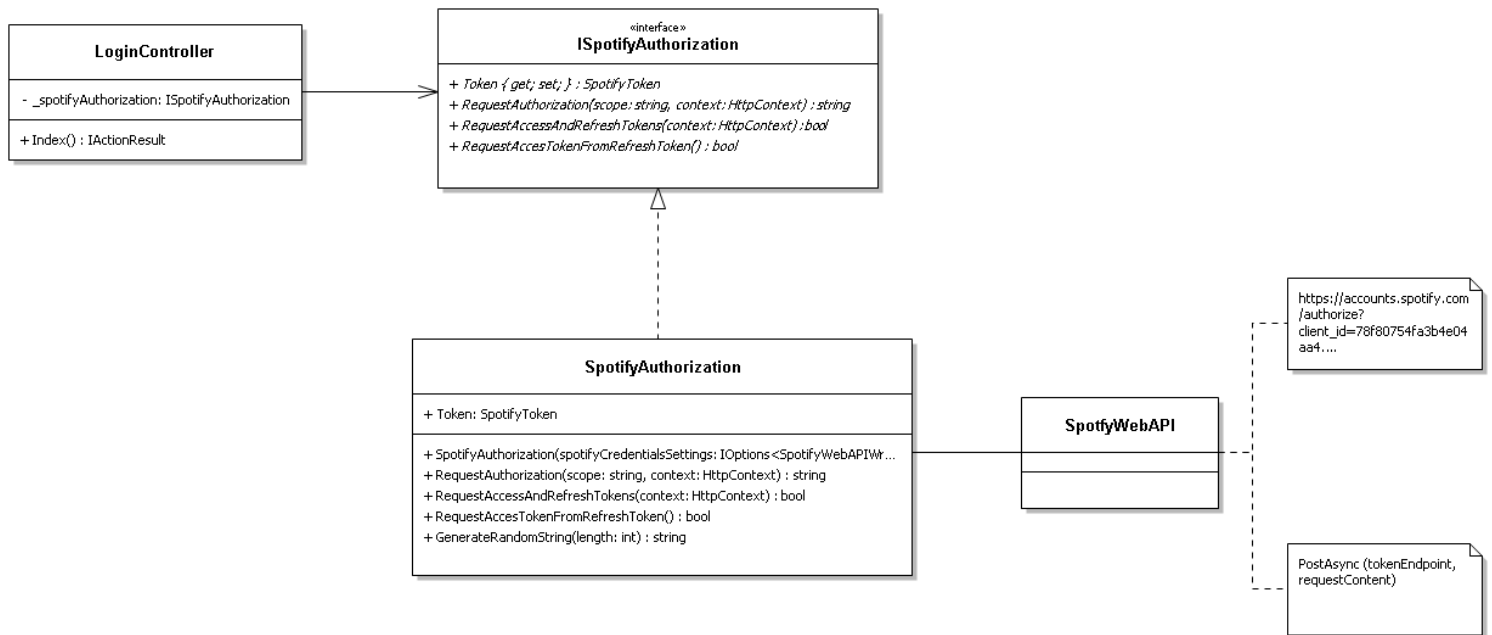 LoginController
- _spotifyAuthorization: ISpotifyAuthorization
+ Index() : IActionResult
«interface»
ISpotifyAuthorization
+ Token { get; set; } : SpotifyToken
+ RequestAuthorization(scope: string, context: HttpContext) : string
+ RequestAccessAndRefreshTokens(context: HttpContext) :bool
+ RequestAccesTokenFromRefreshToken() : bool
SpotifyAuthorization
+ Token: SpotifyToken
+ SpotifyAuthorization(spotifyCredentialsSettings: IOptions<SpotifyWebAPIWr...
+ RequestAuthorization(scope: string, context: HttpContext) : string
+ RequestAccessAndRefreshTokens(context: HttpContext) : bool
+ RequestAccesTokenFromRefreshToken() : bool
+ GenerateRandomString(length: int) : string
SpotfyWebAPI
https://accounts.spotify.com
/authorize?
client_id=78f80754fa3b4e04
aa4....
PostAsync (tokenEndpoint,
requestContent)